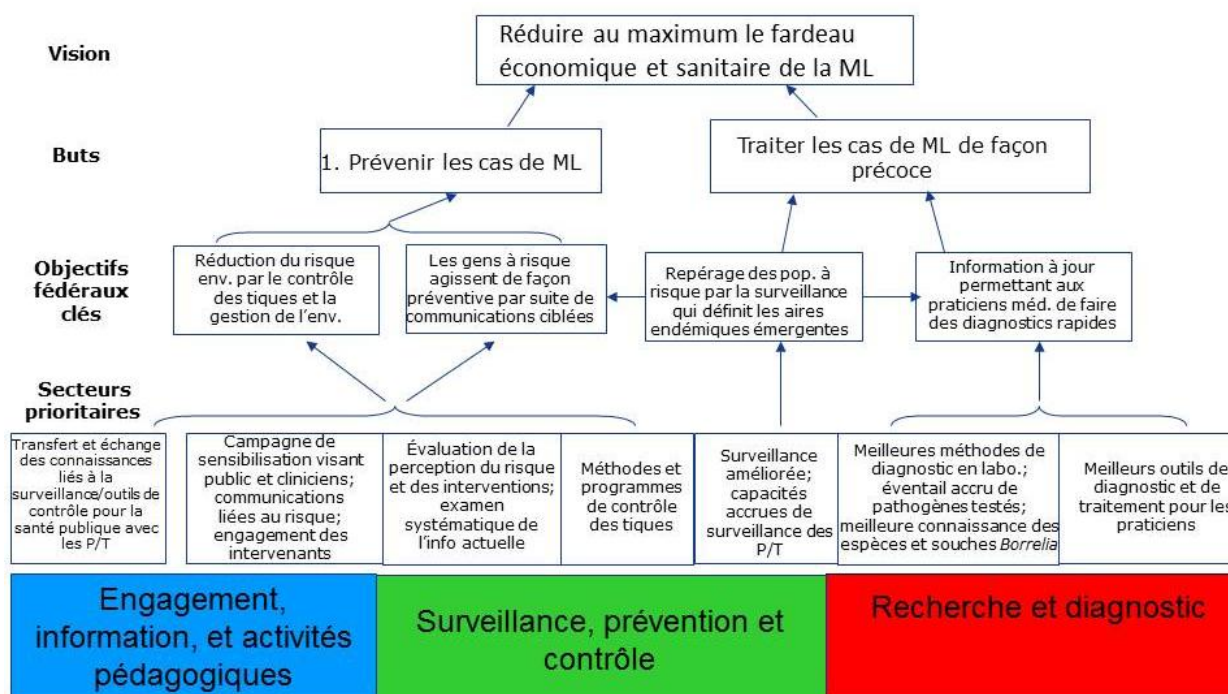 Vision
Réduire au maximum le fardeau
économique et sanitaire de la ML
Buts
1. Prévenir les cas de ML
Traiter les cas de ML de façon
précoce
Objectifs
fédéraux
clés
Réduction du risque
env. par le contrôle
des tiques et la
gestion de l'env.
Les gens à risque
agissent de façon
préventive par suite de
communications ciblées
Repérage des pop. à
risque par la surveillance
qui définit les aires
endémiques émergentes
Information à jour
permettant aux
praticiens méd. de faire
des diagnostics rapides
Secteurs
prioritaires
Transfert et échange
des connaissances
liés à la
surveillance/outils de
contrôle pour la
santé publique avec
les P/T
Campagne de
sensibilisation visant
public et cliniciens;
communications
liées au risque;
engagement des
intervenants
Évaluation de la
perception du risque
et des interventions;
examen
systématique de
l'info actuelle
Méthodes et
programmes
de contrôle
des tiques
Surveillance
améliorée;
capacités
accrues de
surveillance des
P/T
Meilleures méthodes de
diagnostic en labo.;
éventail accru de
pathogènes testés;
meilleure connaissance des
espèces et souches Borrelia
Meilleurs outils de
diagnostic et de
traitement pour les
praticiens
Engagement,
information, et activités
pédagogiques
Surveillance, prévention et
contrôle
Recherche et diagnostic